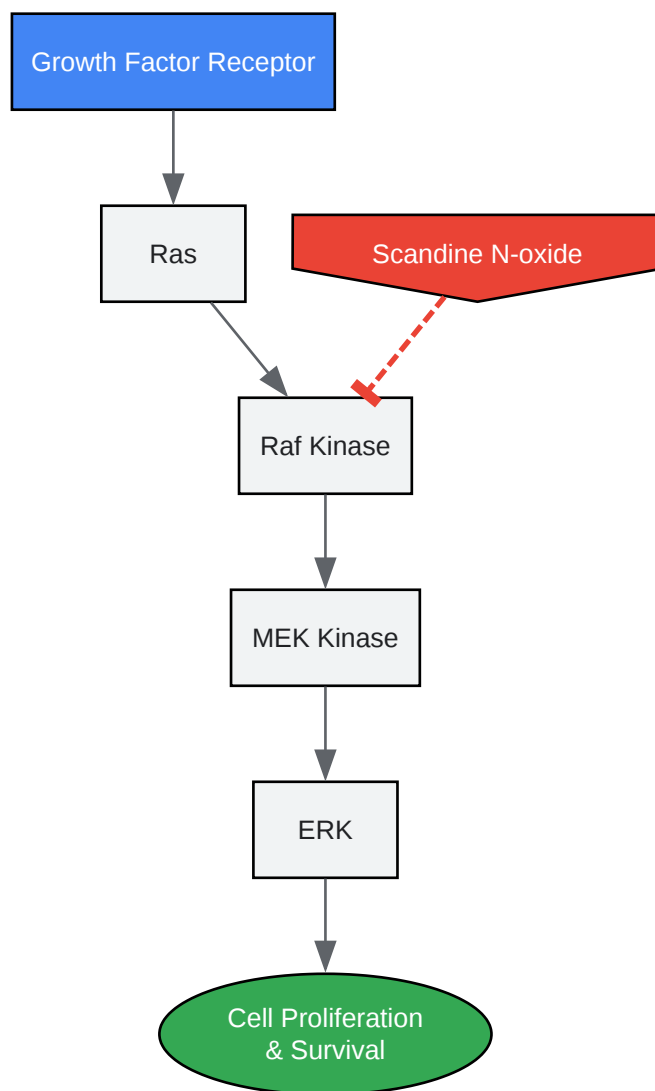 Growth Factor Receptor
Ras
Scandine N-oxide
Raf Kinase
MEK Kinase
ERK
Cell Proliferation
& Survival